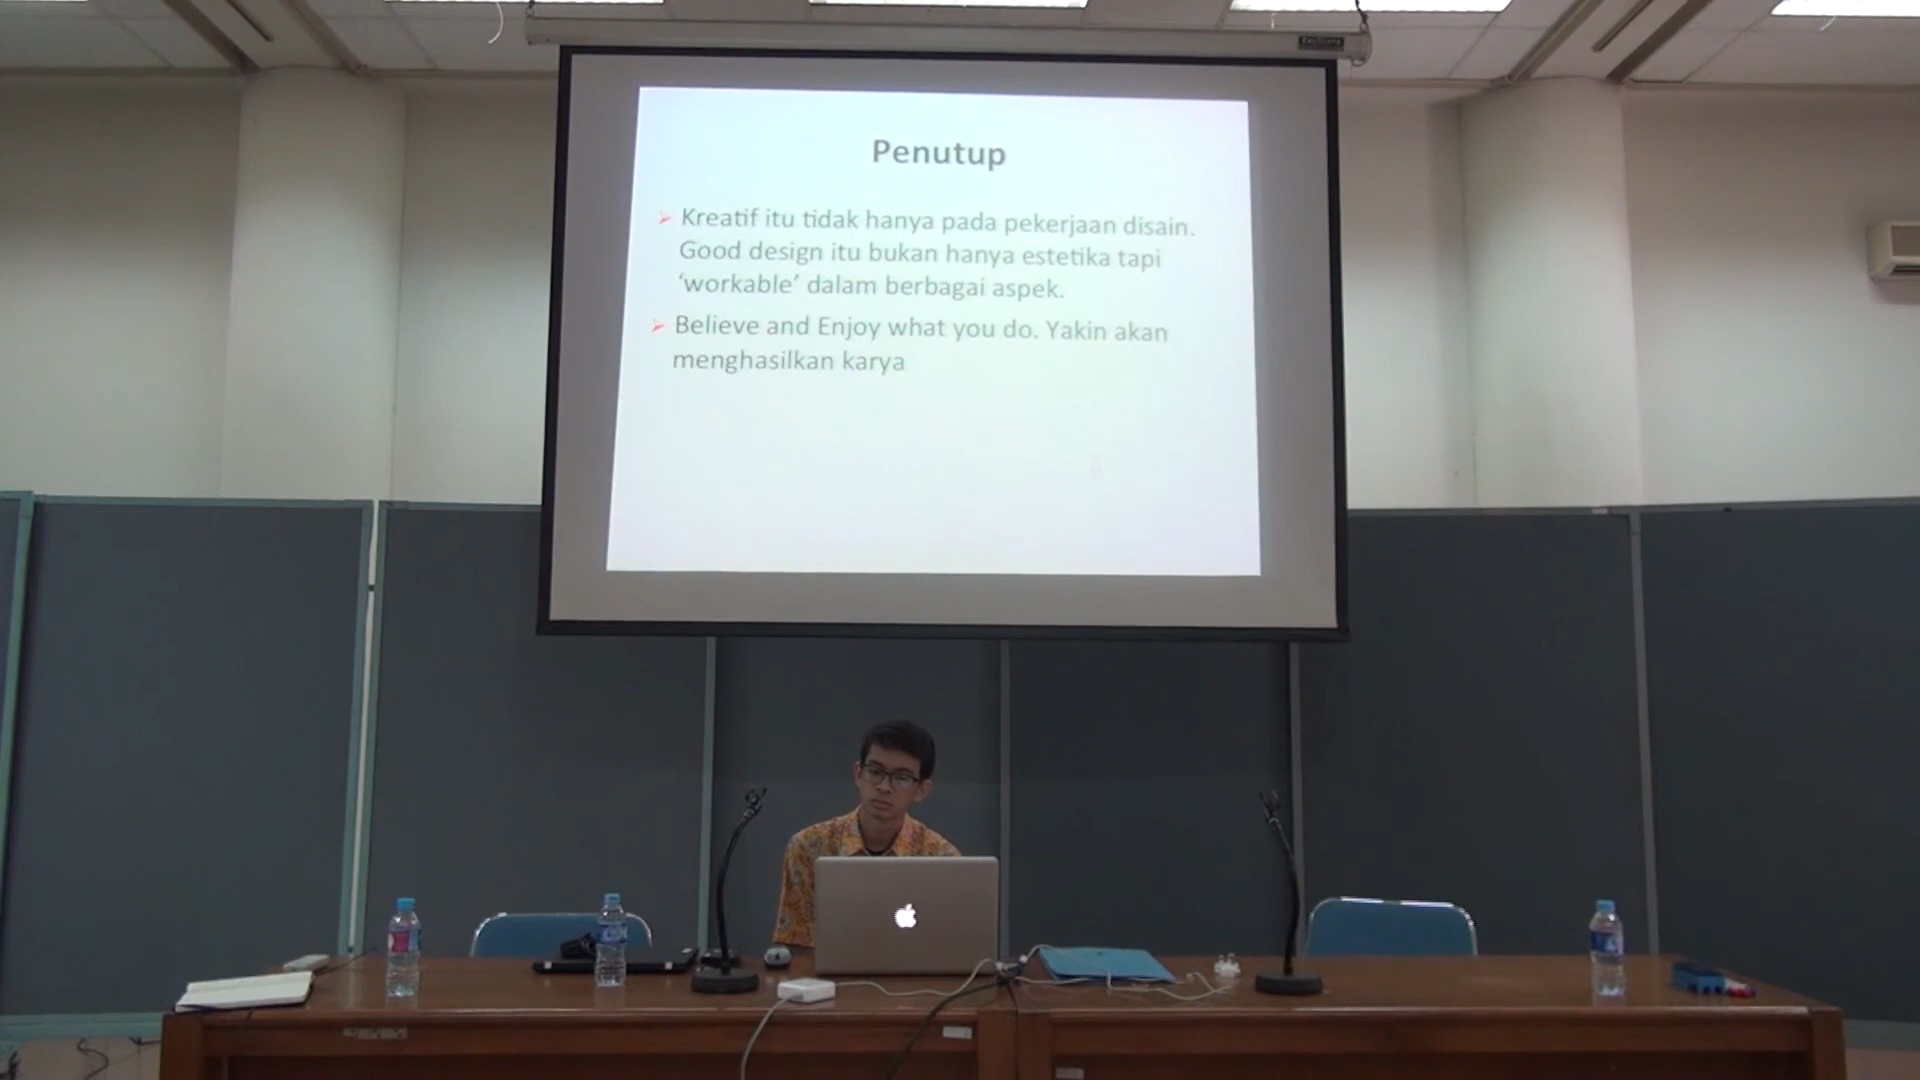 Penutup
Kreatif itu tidak hanya pada pekerjaan disain.
Good design itu bukan hanya estetika tapi
‘workable’ dalam berbagai aspek.
Believe and Enjoy what you do. Yakin akan
menghasilkan karya